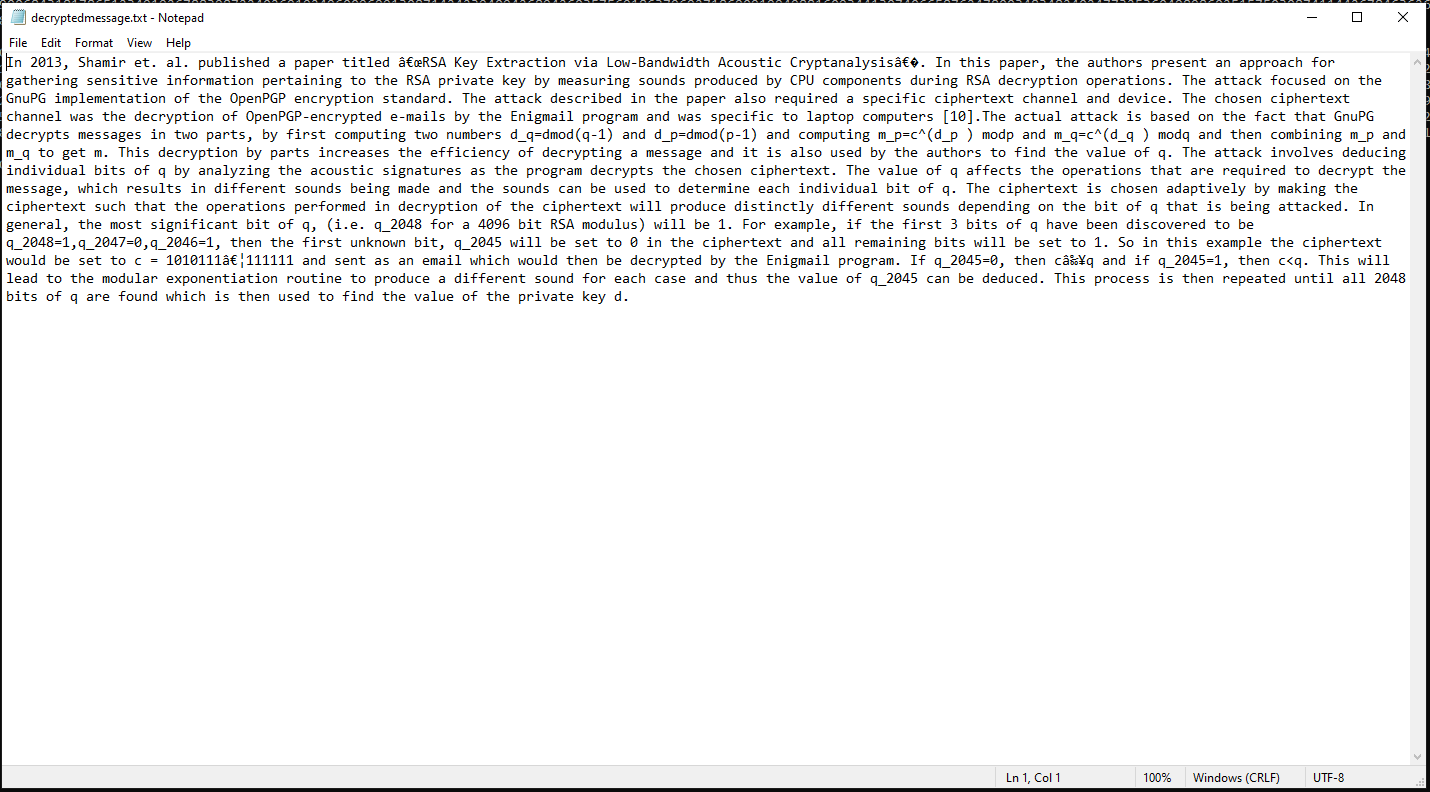 decryptedmessage.txt - Notepad
File Edit Format View Help
In 2013, Shamir et. al. published a paper titled â€œRSA Key Extraction via Low-Bandwidth Acoustic Cryptanalysisâ€�. In this paper, the authors present an approach for
gathering sensitive information pertaining to the RSA private key by measuring sounds produced by CPU components during RSA decryption operations. The attack focused on the
GnuPG implementation of the OpenPGP encryption standard. The attack described in the paper also required a specific ciphertext channel and device. The chosen ciphertext
channel was the decryption of OpenPGP-encrypted e-mails by the Enigmail program and was specific to laptop computers [10].The actual attack is based on the fact that GnuPG
decrypts messages in two parts, by first computing two numbers d_q=dmod(q-1) and d_p=dmod(p-1) and computing m_p=c^(d_p ) modp and m_q=c^(d_q ) modq and then combining m_p and
m_q to get m. This decryption by parts increases the efficiency of decrypting a message and it is also used by the authors to find the value of q. The attack involves deducing
individual bits of q by analyzing the acoustic signatures as the program decrypts the chosen ciphertext. The value of q affects the operations that are required to decrypt the
message, which results in different sounds being made and the sounds can be used to determine each individual bit of q. The ciphertext is chosen adaptively by making the
ciphertext such that the operations performed in decryption of the ciphertext will produce distinctly different sounds depending on the bit of q that is being attacked. In
general, the most significant bit of q, (i.e. q_2048 for a 4096 bit RSA modulus) will be 1. For example, if the first 3 bits of q have been discovered to be
q_2048=1,q_2047=0,q_2046=1, then the first unknown bit, q_2045 will be set to 0 in the ciphertext and all remaining bits will be set to 1. So in this example the ciphertext
would be set to c = 1010111â€¦111111 and sent as an email which would then be decrypted by the Enigmail program. If q_2045=0, then câ‰¥q and if q_2045=1, then c<q. This will
lead to the modular exponentiation routine to produce a different sound for each case and thus the value of q_2045 can be deduced. This process is then repeated until all 2048
bits of q are found which is then used to find the value of the private key d.
Ln 1, Col 1 100% Windows (CRLF) UTF-8